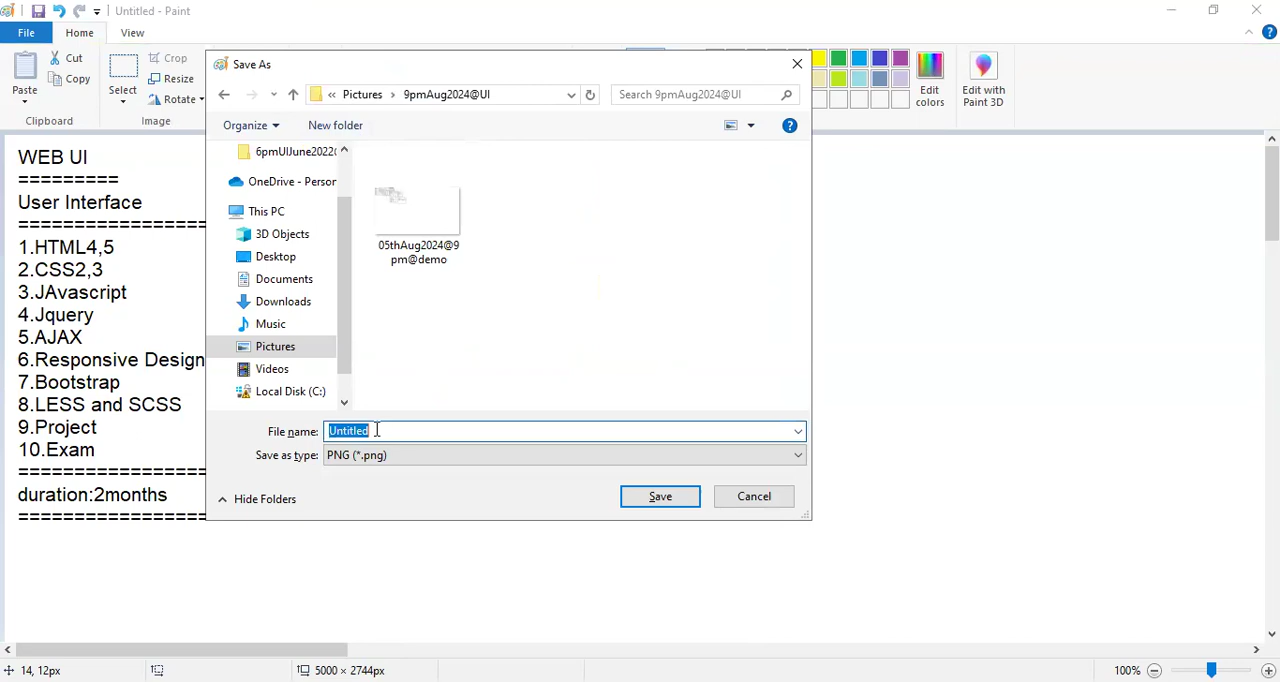 Untitled - Paint
File Home View
Paste
Cut
Copy
Clipboard
Select
Crop
Resize
Rotate
Image
Edit colors
Edit with Paint 3D
Save As
« Pictures › 9pmAug2024@UI
Search 9pmAug2024@UI
Organize
New folder
6pmUIJune2022(
OneDrive - Person
This PC
3D Objects
Desktop
Documents
Downloads
Music
Pictures
Videos
Local Disk (C:)
05thAug2024@9
pm@demo
File name: Untitled
Save as type: PNG (*.png)
Hide Folders
Save
Cancel
WEB UI
=========
User Interface
=================
1.HTML4,5
2.CSS2,3
3.JAvascript
4.Jquery
5.AJAX
6.Responsive Design
7.Bootstrap
8.LESS and SCSS
9.Project
10.Exam
=================
duration:2months
=================
14, 12px
5000 × 2744px
100%